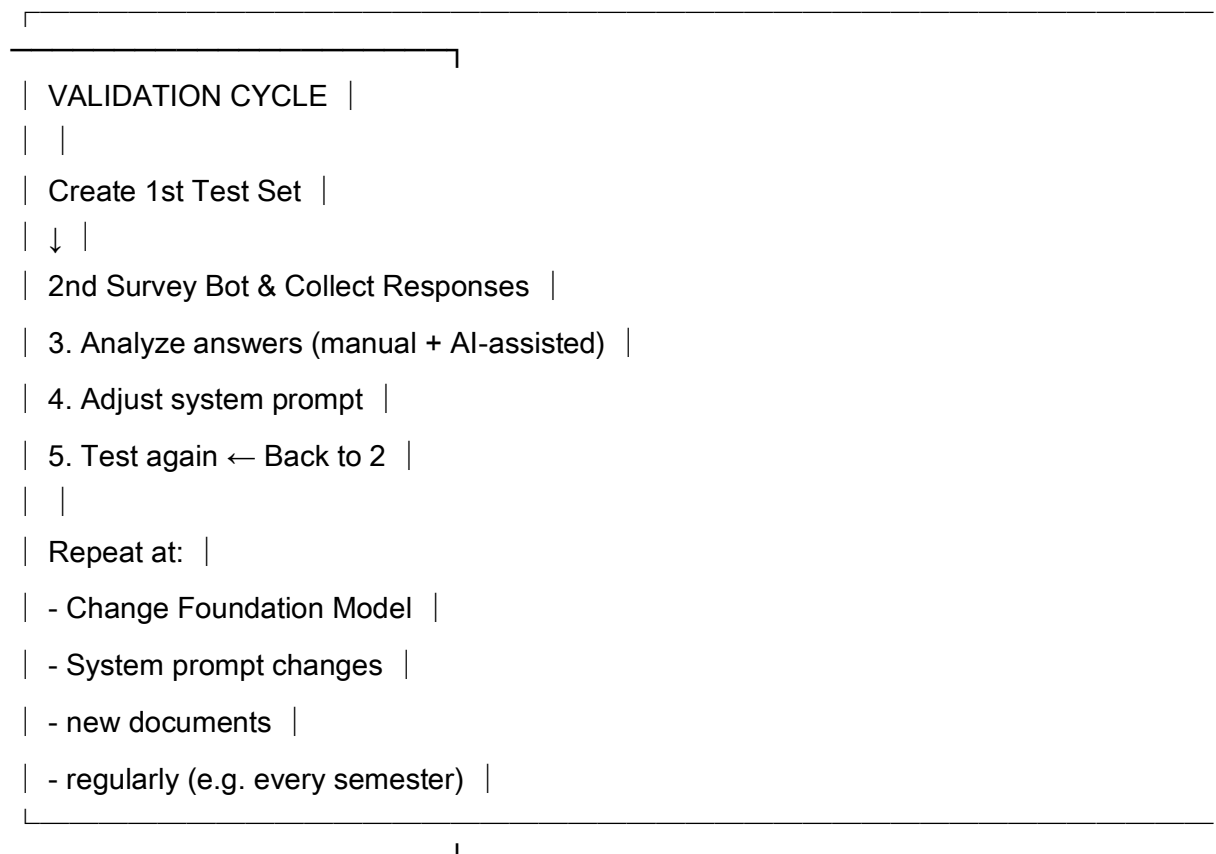 VALIDATION CYCLE
Create 1st Test Set
↓
2nd Survey Bot & Collect Responses
3. Analyze answers (manual + AI-assisted)
4. Adjust system prompt
5. Test again ← Back to 2
Repeat at:
- Change Foundation Model
- System prompt changes
- new documents
- regularly (e.g. every semester)